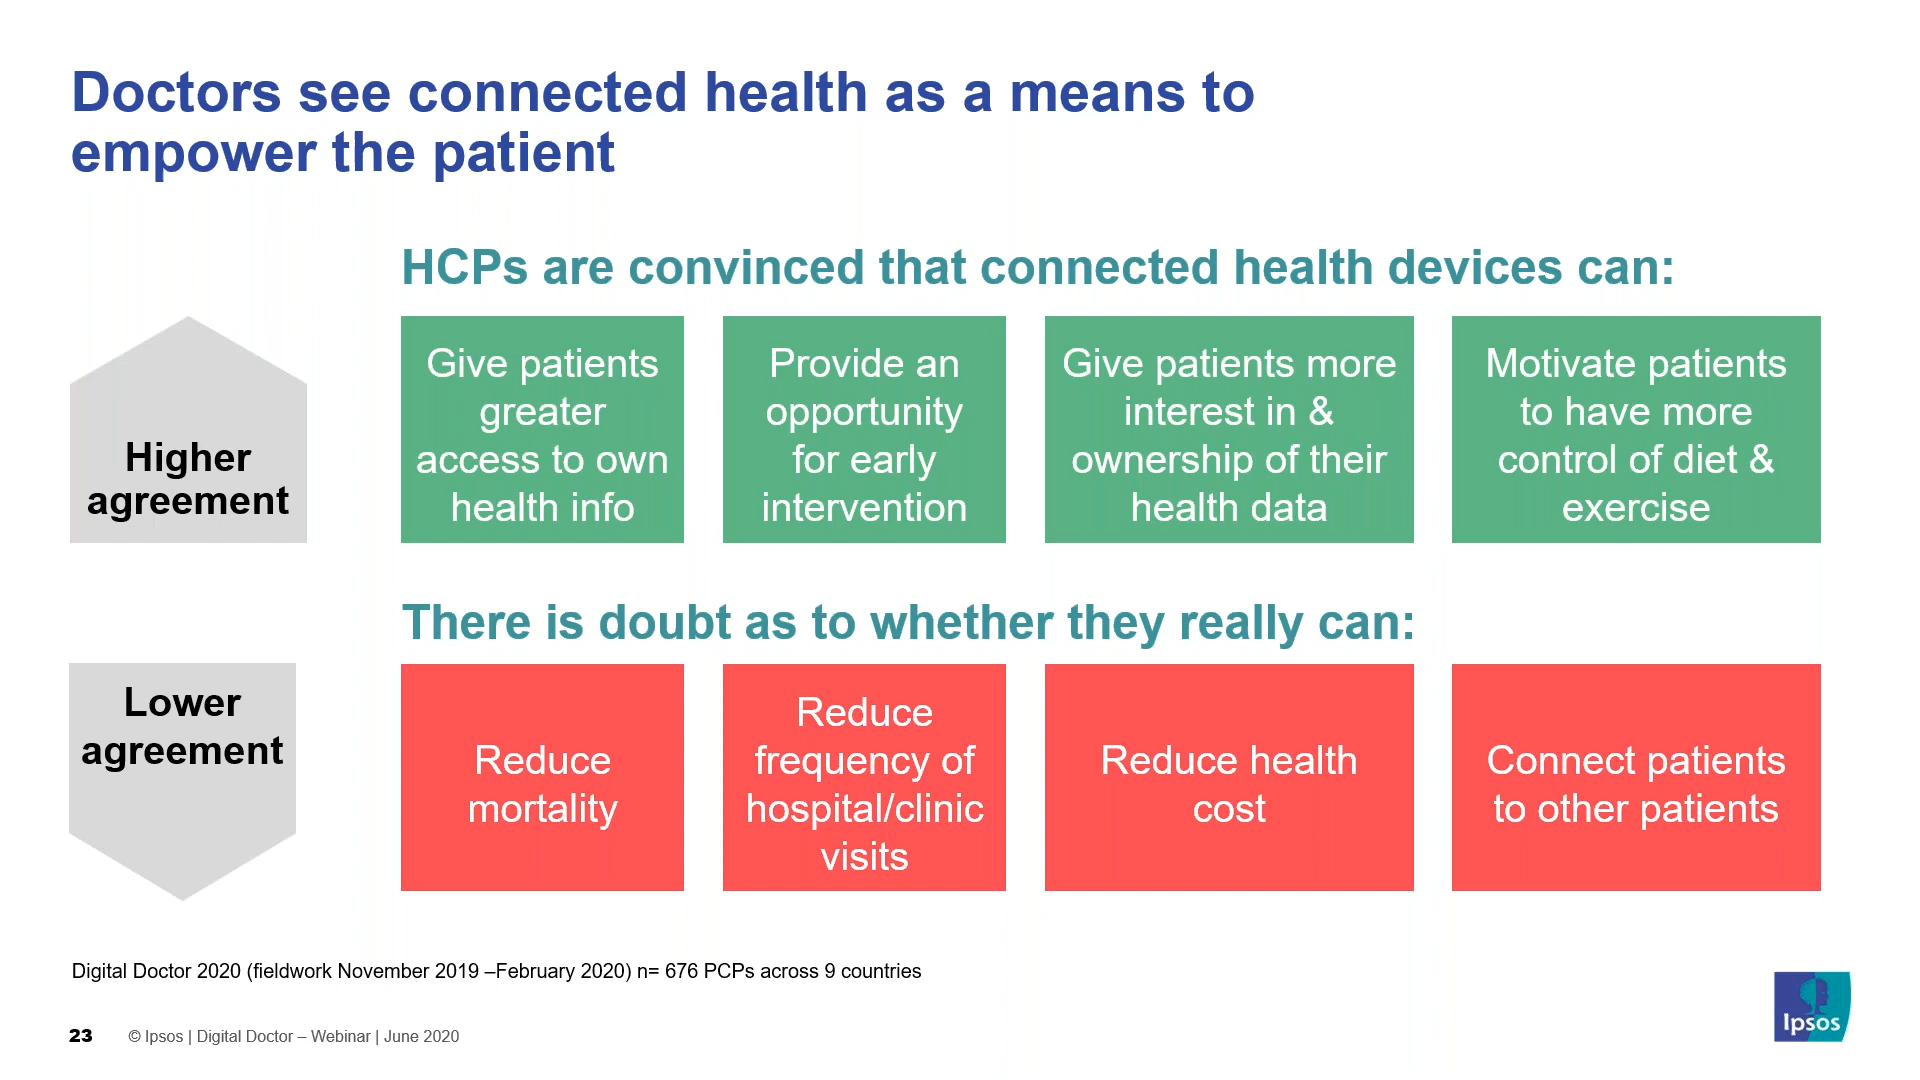 Doctors see connected health as a means to
empower the patient
HCPs are convinced that connected health devices can:
Higher
agreement
Give patients
greater
access to own
health info
Provide an
opportunity
for early
intervention
Give patients more
interest in &
ownership of their
health data
Motivate patients
to have more
control of diet &
exercise
There is doubt as to whether they really can:
Lower
agreement
Reduce
mortality
Reduce
frequency of
hospital/clinic
visits
Reduce health
cost
Connect patients
to other patients
Digital Doctor 2020 (fieldwork November 2019 –February 2020) n= 676 PCPs across 9 countries
23 © Ipsos | Digital Doctor – Webinar | June 2020
Ipsos